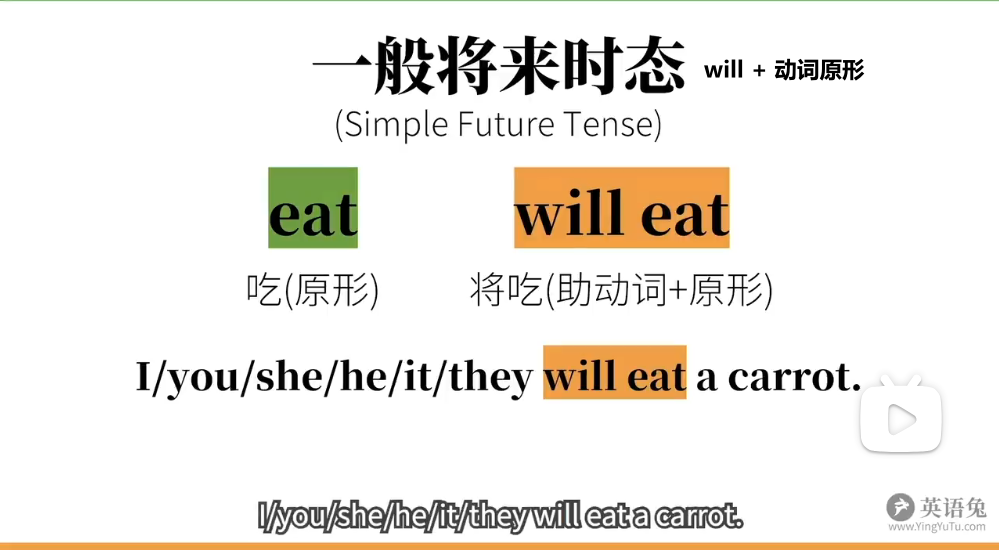 一般将来时态 will + 动词原形
(Simple Future Tense)
eat will eat
吃(原形) 将吃(助动词+原形)
I/you/she/he/it/they will eat a carrot.
I/you/she/he/it/they will eat a carrot.
英语兔
www.YingYuTu.com